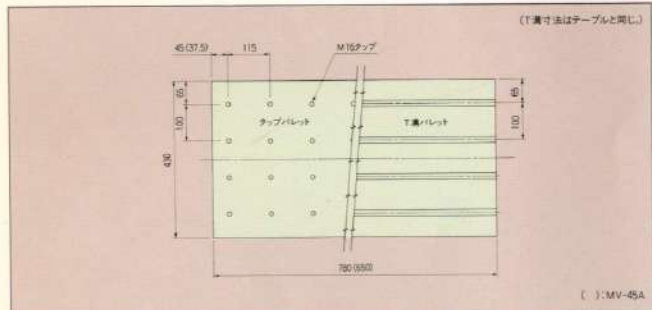 (T溝寸法はテーブルと同じ。)
45(37.5) 115 M16タップ
65 65
100 タップパレット T溝パレット 100
430
780(650)
( ):MV-45A